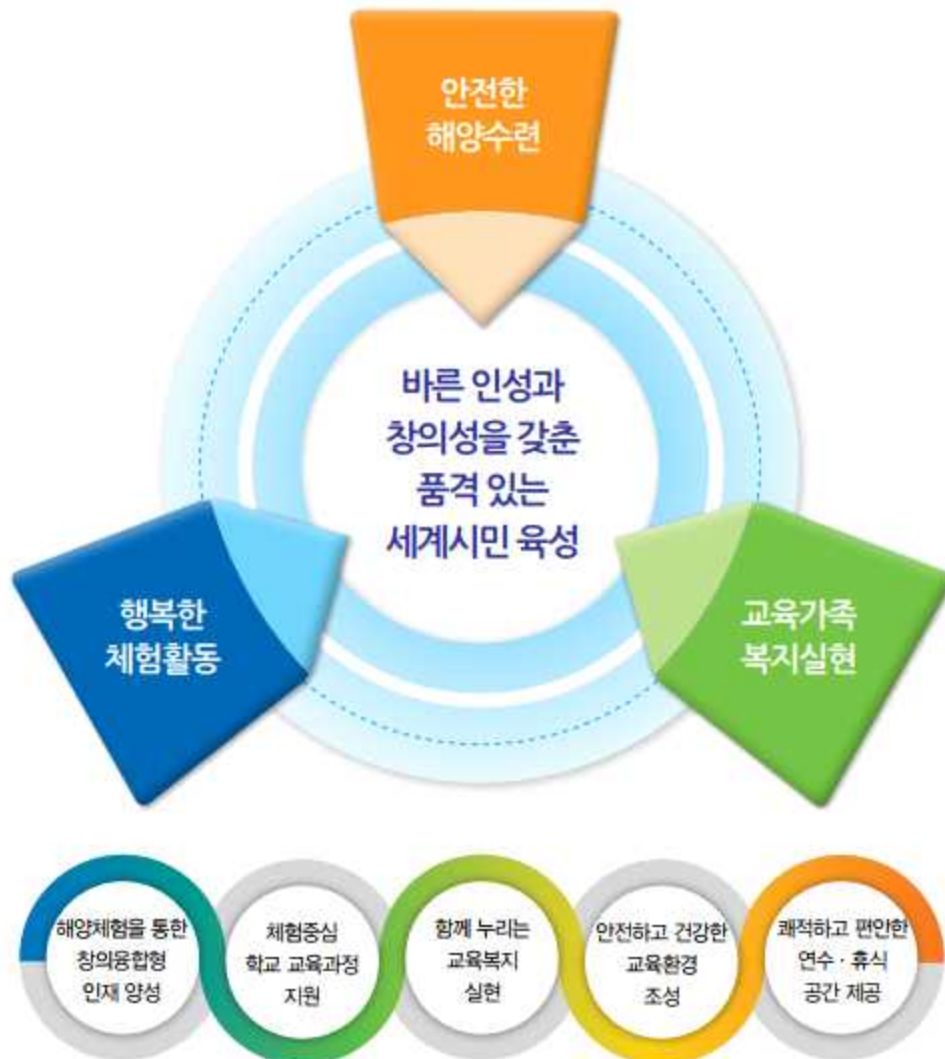 안전한
해양수련
바른 인성과
창의성을 갖춘
품격 있는
세계시민 육성
행복한
체험활동
교육가족
복지실현
해양체험을 통한
창의융합형
인재 양성
체험중심
학교 교육과정
지원
함께 누리는
교육복지
실현
안전하고 건강한
교육환경
조성
쾌적하고 편안한
연수 · 휴식
공간 제공